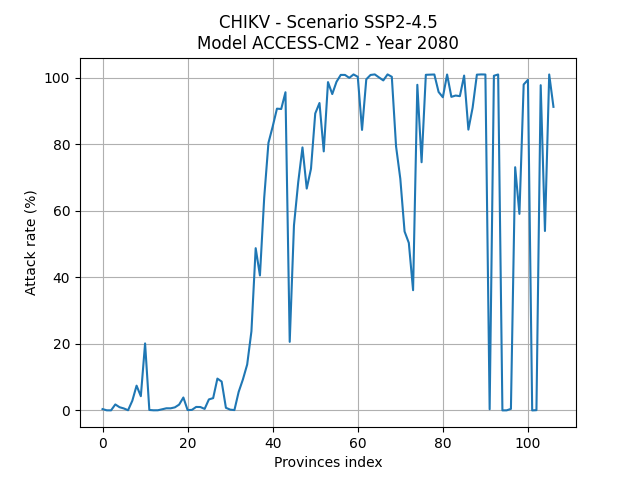 CHIKV - Scenario SSP2-4.5
Model ACCESS-CM2 - Year 2080
100
80
60
40
20
0
Attack rate (%)
0 20 40 60 80 100
Provinces index